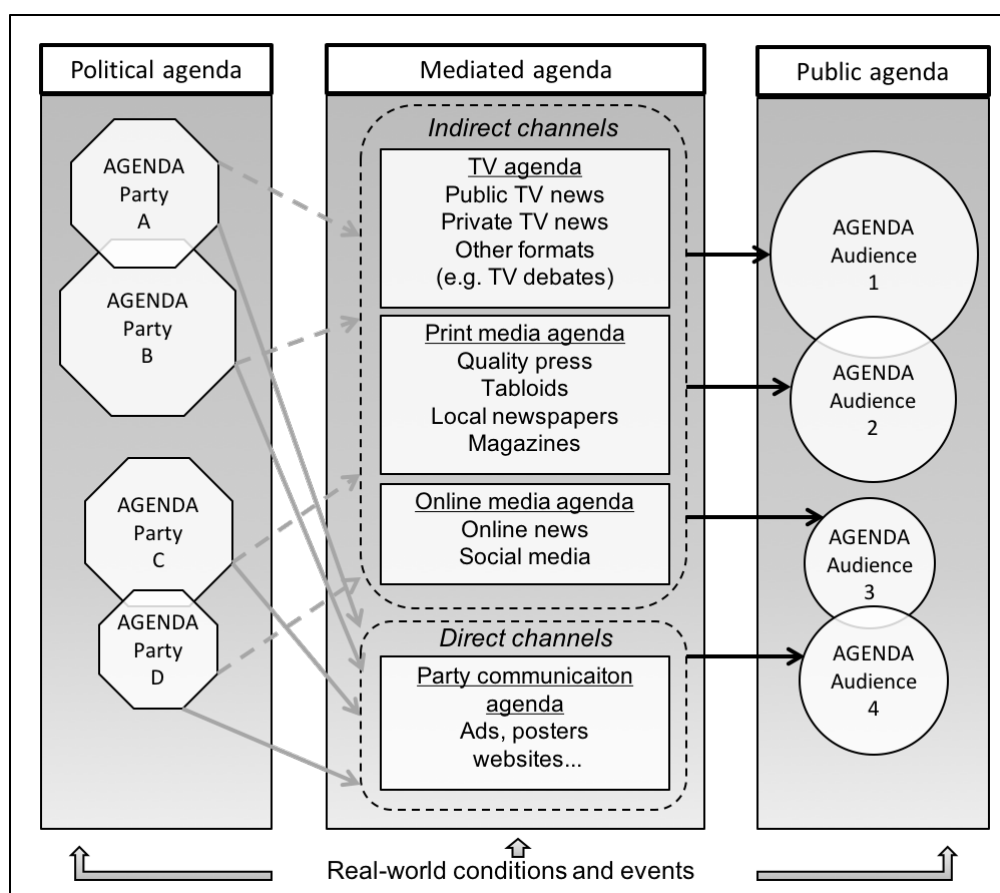 Political agenda
AGENDA
Party
A
AGENDA
Party
B
AGENDA
Party
C
AGENDA
Party
D
Mediated agenda
Indirect channels
TV agenda
Public TV news
Private TV news
Other formats
(e.g. TV debates)
Print media agenda
Quality press
Tabloids
Local newspapers
Magazines
Online media agenda
Online news
Social media
Direct channels
Party communicaiton
agenda
Ads, posters
websites...
Public agenda
AGENDA
Audience
1
AGENDA
Audience
2
AGENDA
Audience
3
AGENDA
Audience
4
Real-world conditions and events